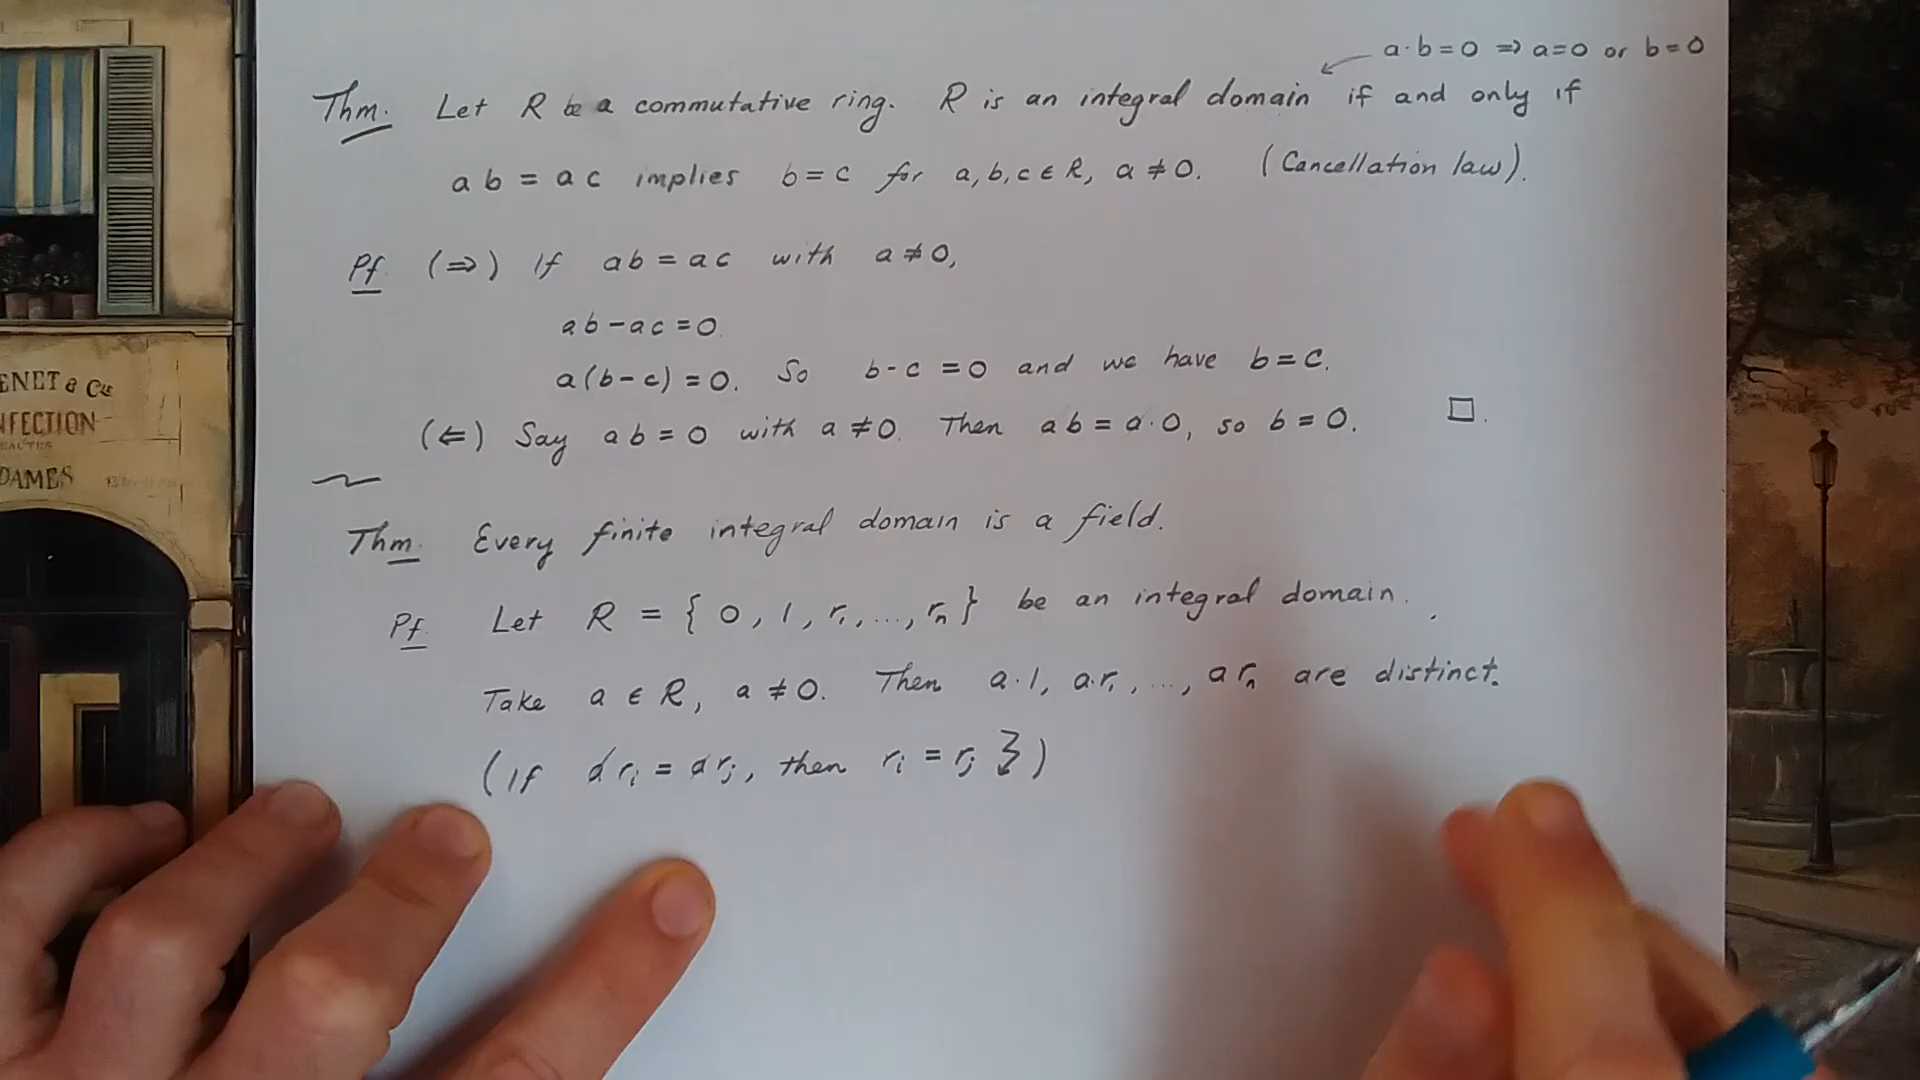 a·b=0 ⇒ a=0 or b=0
Thm. Let R be a commutative ring. R is an integral domain if and only if
ab = ac implies b=c for a,b,c ∈ R, a ≠ 0. (Cancellation law).
Pf (⇒) If ab = ac with a ≠ 0,
ab-ac = 0
a(b-c) = 0. So b-c = 0 and we have b=c.
(⇐) Say ab = 0 with a ≠ 0. Then ab = a·0, so b = 0. □.
Thm. Every finite integral domain is a field.
Pf. Let R = { 0, 1, r₁, ..., rₙ } be an integral domain.
Take a ∈ R, a ≠ 0. Then a·1, a·r₁, ..., arₙ are distinct.
(If arᵢ = arⱼ, then rᵢ = rⱼ )
ENET & Cie
NFECTION
DAMES